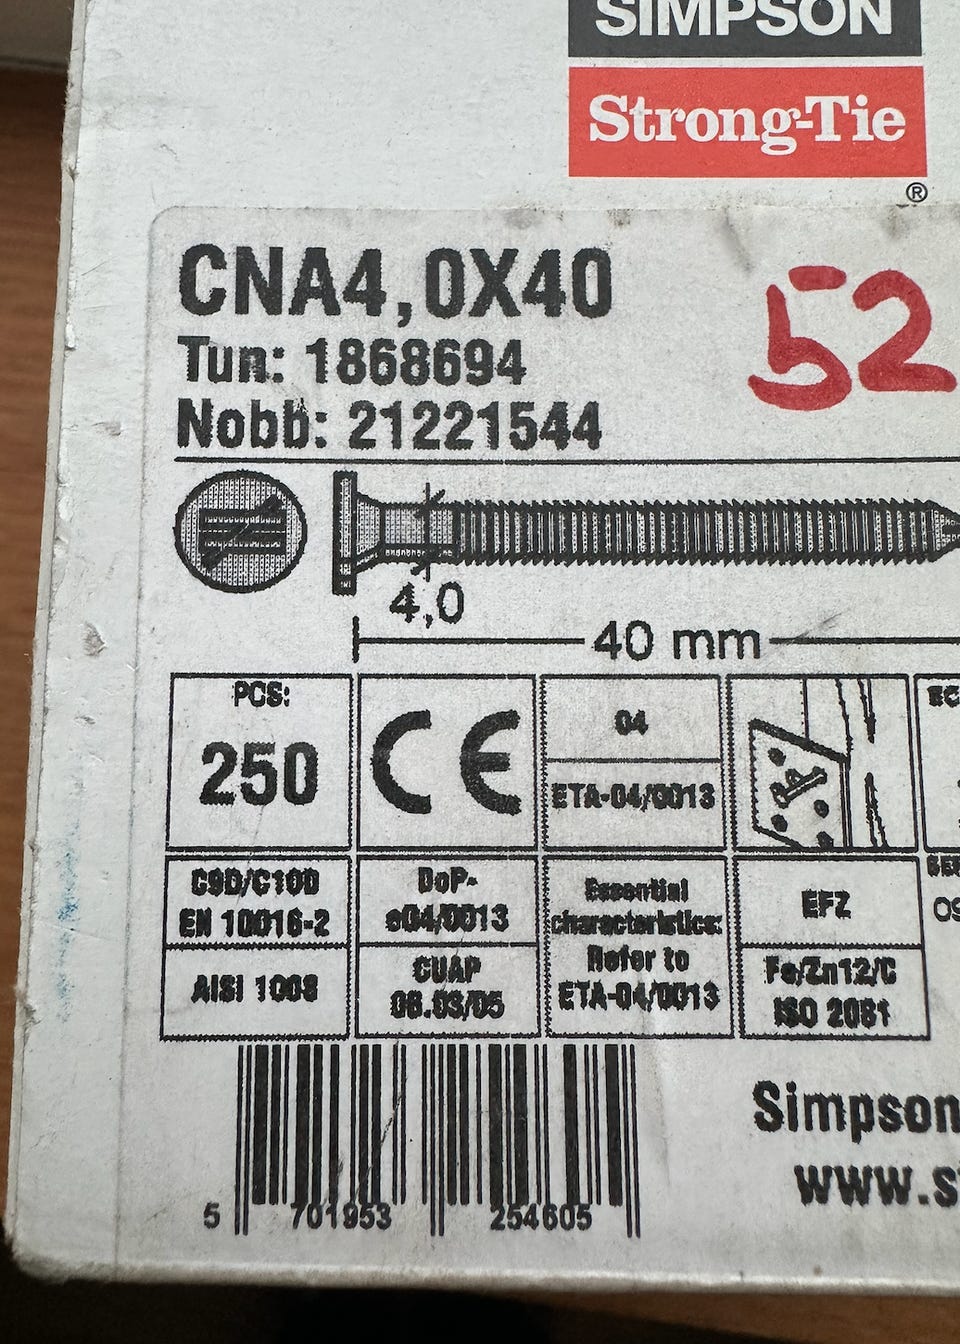 SIMPSON
Strong-Tie
®
CNA4,0X40
52
Tun: 1868694
Nobb: 21221544
4,0
40 mm
PCS:
250
CE
04
ETA-04/0013
EC
C9D/C10D
EN 10016-2
AISI 1008
DoP-
e04/0013
CUAP
06.03/05
Essential
characteristics:
Refer to
ETA-04/0013
EFZ
Fe/Zn12/C
ISO 2081
09
5 701953 254605
Simpson
www.s